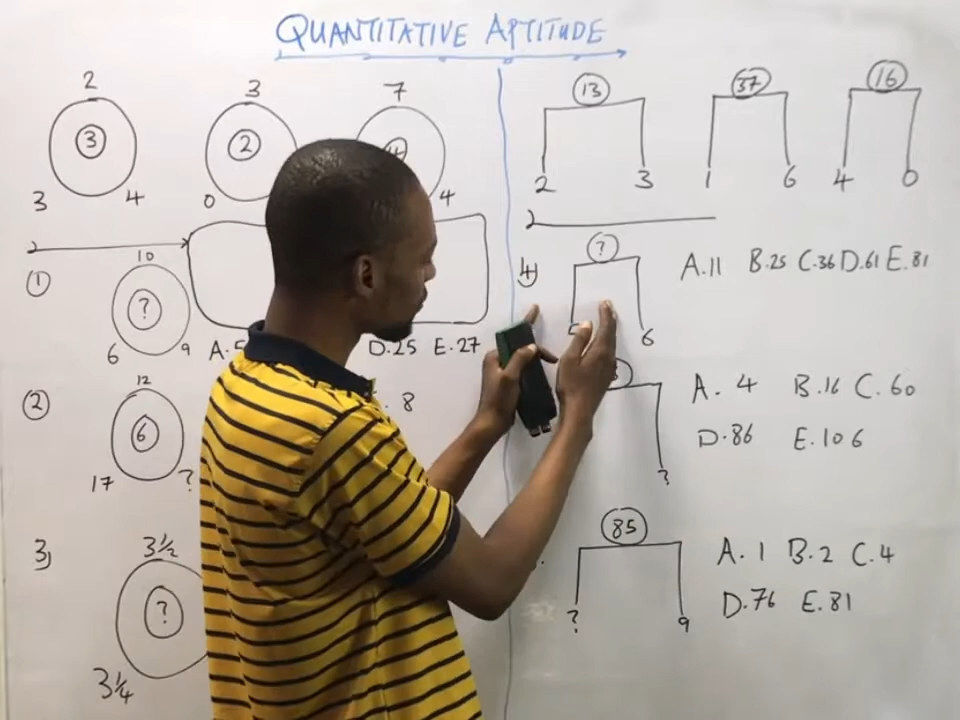 QUANTITATIVE APTITUDE
2 3 7
3 2
3 4 0 4
13 37 16
2 3 1 6 4 0
1 10
?
6 9
D.25 E.27
2 12
6
17 ?
8
3) 3½
?
3¼
4) ?
6
A.11 B.25 C.36 D.61 E.81
A. 4 B.16 C. 60
D.86 E.106
?
85
? 9
A. 1 B. 2 C. 4
D.76 E. 81